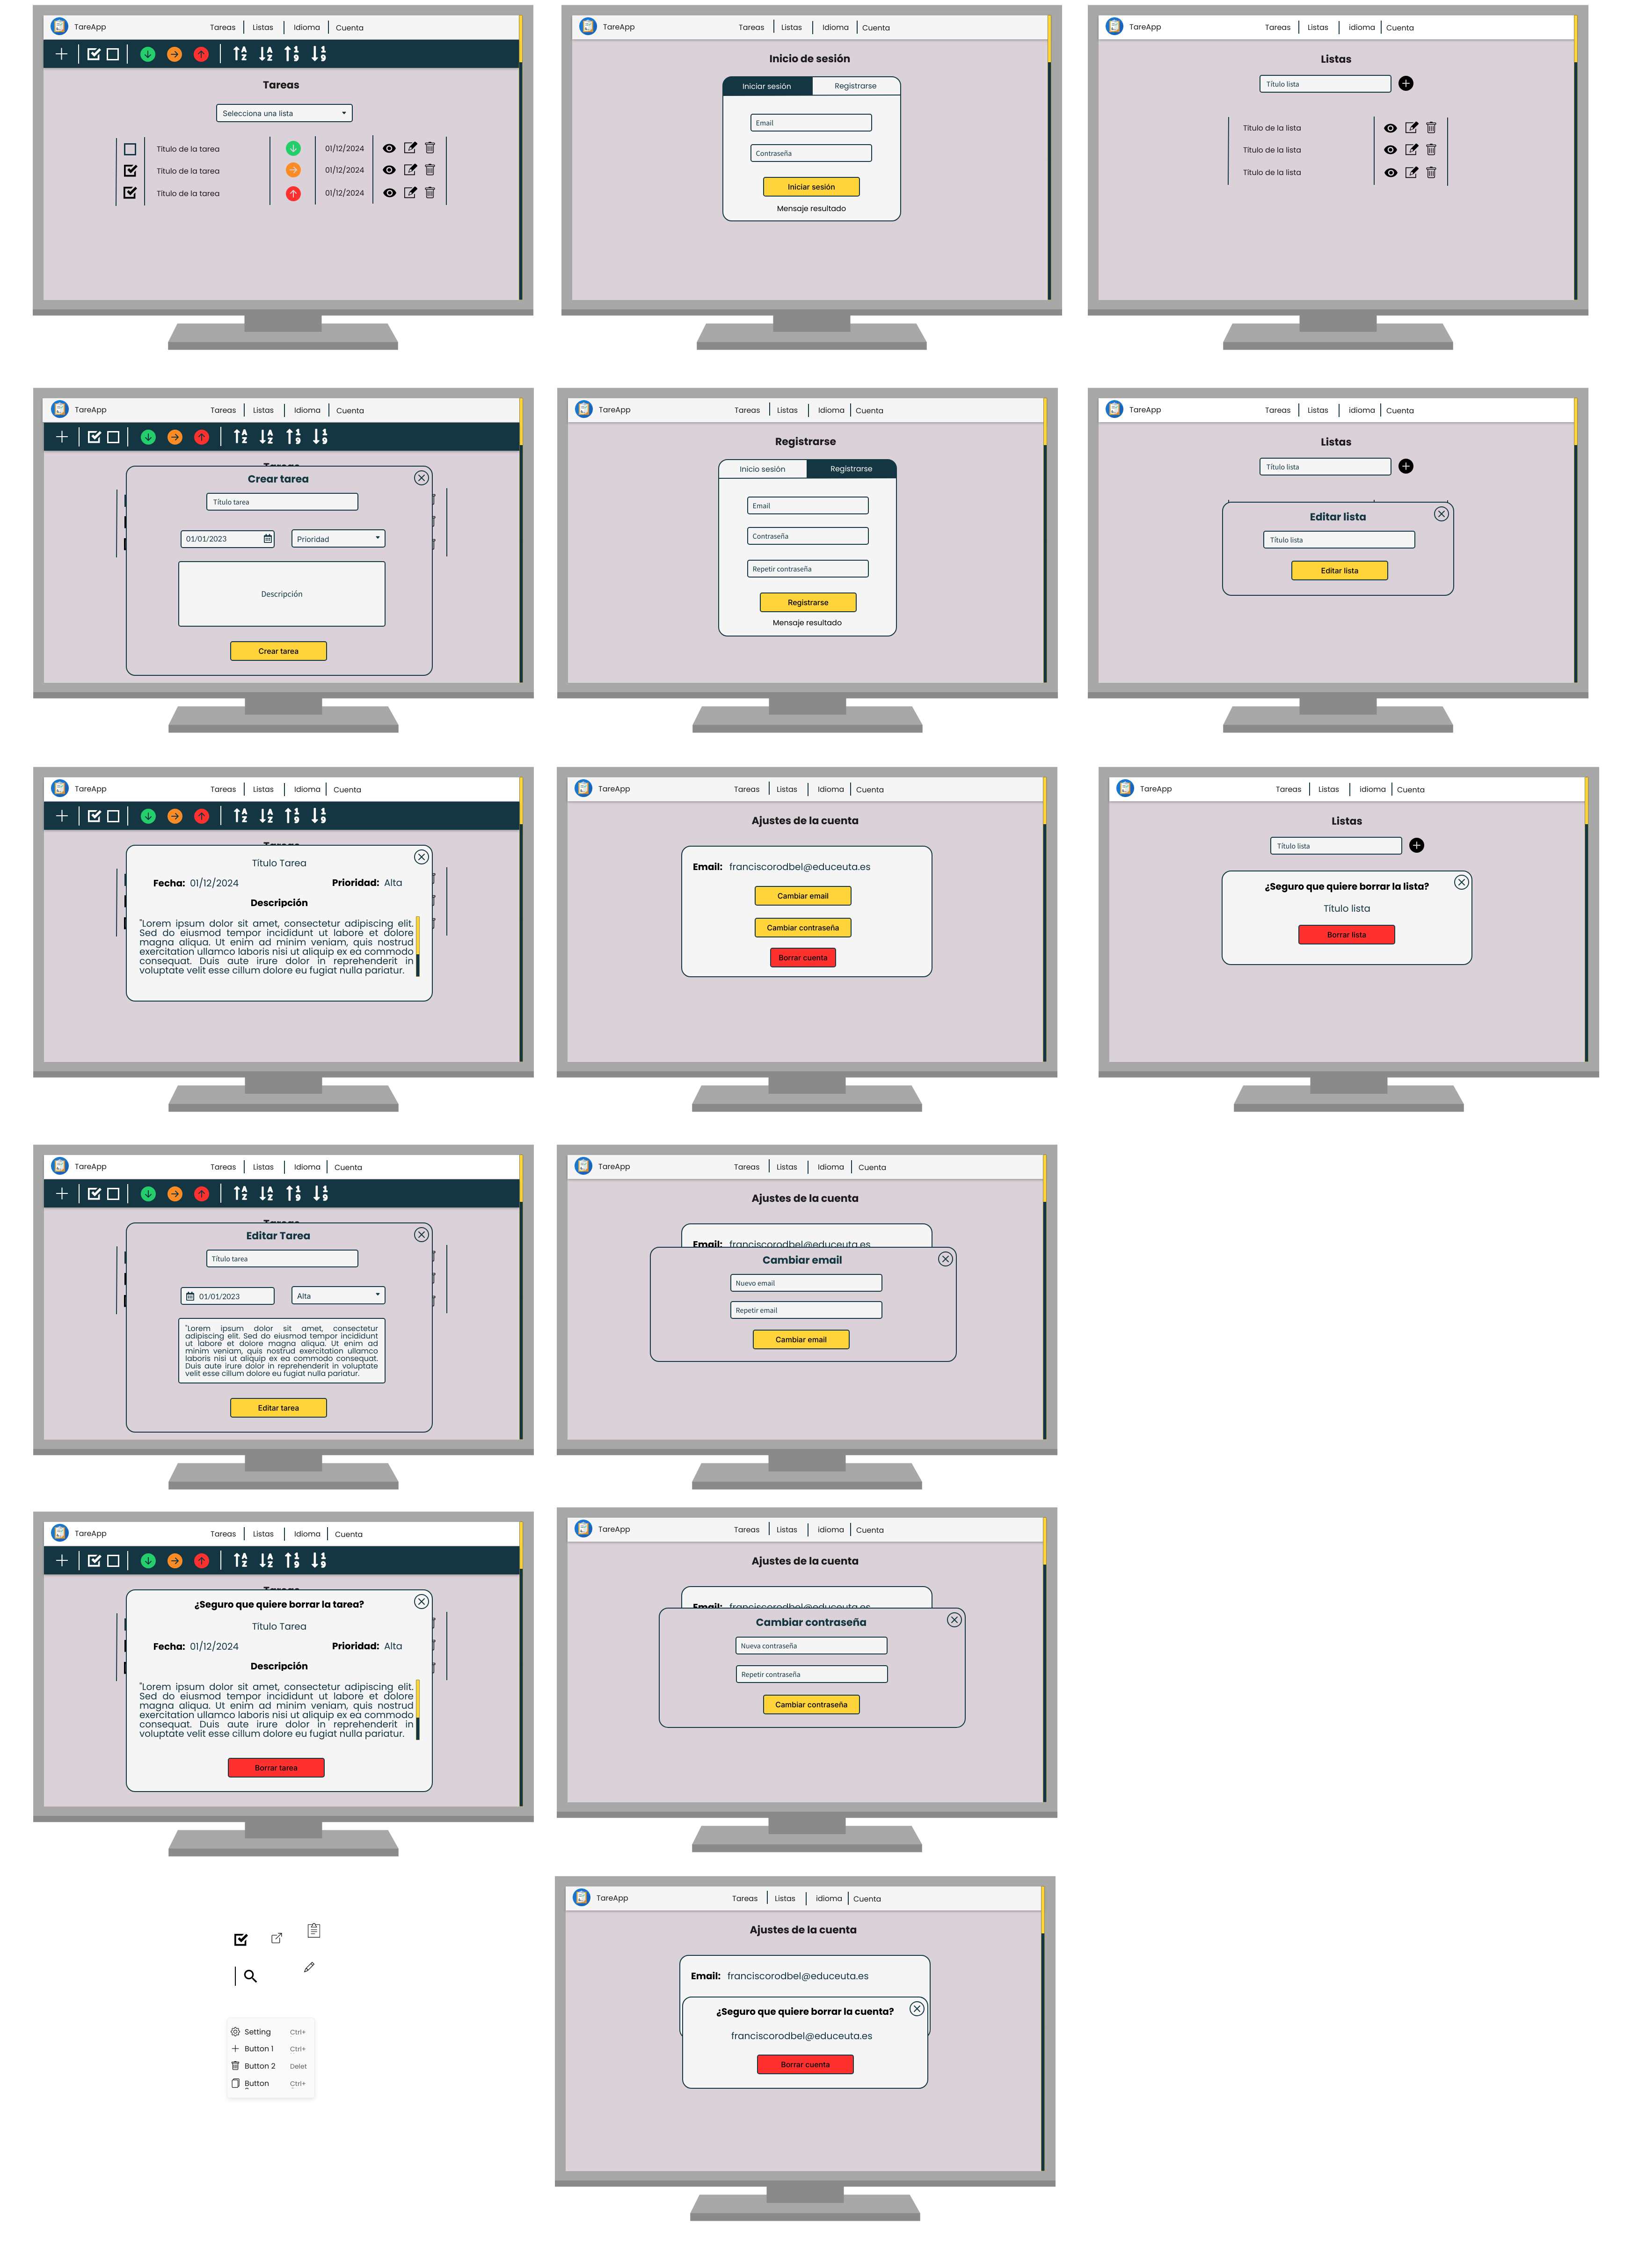 TareApp
Tareas
Listas
Idioma
Cuenta
Tareas
Selecciona una lista
Título de la tarea
01/12/2024
Título de la tarea
01/12/2024
Título de la tarea
01/12/2024
TareApp
Tareas
Listas
Idioma
Cuenta
Inicio de sesión
Iniciar sesión
Registrarse
Email
Contraseña
Iniciar sesión
Mensaje resultado
TareApp
Tareas
Listas
idioma
Cuenta
Listas
Título lista
Título de la lista
Título de la lista
Título de la lista
TareApp
Tareas
Listas
Idioma
Cuenta
Tareas
Crear tarea
Título tarea
01/01/2023
Prioridad
Descripción
Crear tarea
TareApp
Tareas
Listas
Idioma
Cuenta
Registrarse
Inicio sesión
Registrarse
Email
Contraseña
Repetir contraseña
Registrarse
Mensaje resultado
TareApp
Tareas
Listas
idioma
Cuenta
Listas
Título lista
Editar lista
Título lista
Editar lista
TareApp
Tareas
Listas
Idioma
Cuenta
Tareas
Título Tarea
Fecha: 01/12/2024
Prioridad: Alta
Descripción
"Lorem ipsum dolor sit amet, consectetur adipiscing elit.
Sed do eiusmod tempor incididunt ut labore et dolore
magna aliqua. Ut enim ad minim veniam, quis nostrud
exercitation ullamco laboris nisi ut aliquip ex ea commodo
consequat. Duis aute irure dolor in reprehenderit in
voluptate velit esse cillum dolore eu fugiat nulla pariatur.
TareApp
Tareas
Listas
Idioma
Cuenta
Ajustes de la cuenta
Email: franciscorodbel@educeuta.es
Cambiar email
Cambiar contraseña
Borrar cuenta
TareApp
Tareas
Listas
idioma
Cuenta
Listas
Título lista
¿Seguro que quiere borrar la lista?
Título lista
Borrar lista
TareApp
Tareas
Listas
Idioma
Cuenta
Tareas
Editar Tarea
Título tarea
01/01/2023
Alta
"Lorem ipsum dolor sit amet, consectetur
adipiscing elit. Sed do eiusmod tempor incididunt
ut labore et dolore magna aliqua. Ut enim ad
minim veniam, quis nostrud exercitation ullamco
laboris nisi ut aliquip ex ea commodo consequat.
Duis aute irure dolor in reprehenderit in voluptate
velit esse cillum dolore eu fugiat nulla pariatur.
Editar tarea
TareApp
Tareas
Listas
Idioma
Cuenta
Ajustes de la cuenta
Email: franciscorodbel@educeuta.es
Cambiar email
Nuevo email
Repetir email
Cambiar email
TareApp
Tareas
Listas
Idioma
Cuenta
Tareas
¿Seguro que quiere borrar la tarea?
Título Tarea
Fecha: 01/12/2024
Prioridad: Alta
Descripción
"Lorem ipsum dolor sit amet, consectetur adipiscing elit.
Sed do eiusmod tempor incididunt ut labore et dolore
magna aliqua. Ut enim ad minim veniam, quis nostrud
exercitation ullamco laboris nisi ut aliquip ex ea commodo
consequat. Duis aute irure dolor in reprehenderit in
voluptate velit esse cillum dolore eu fugiat nulla pariatur.
Borrar tarea
TareApp
Tareas
Listas
idioma
Cuenta
Ajustes de la cuenta
Email: franciscorodbel@educeuta.es
Cambiar contraseña
Nueva contraseña
Repetir contraseña
Cambiar contraseña
Setting Ctrl+
Button 1 Ctrl+
Button 2 Delet
Button Ctrl+
TareApp
Tareas
Listas
idioma
Cuenta
Ajustes de la cuenta
Email: franciscorodbel@educeuta.es
¿Seguro que quiere borrar la cuenta?
franciscorodbel@educeuta.es
Borrar cuenta